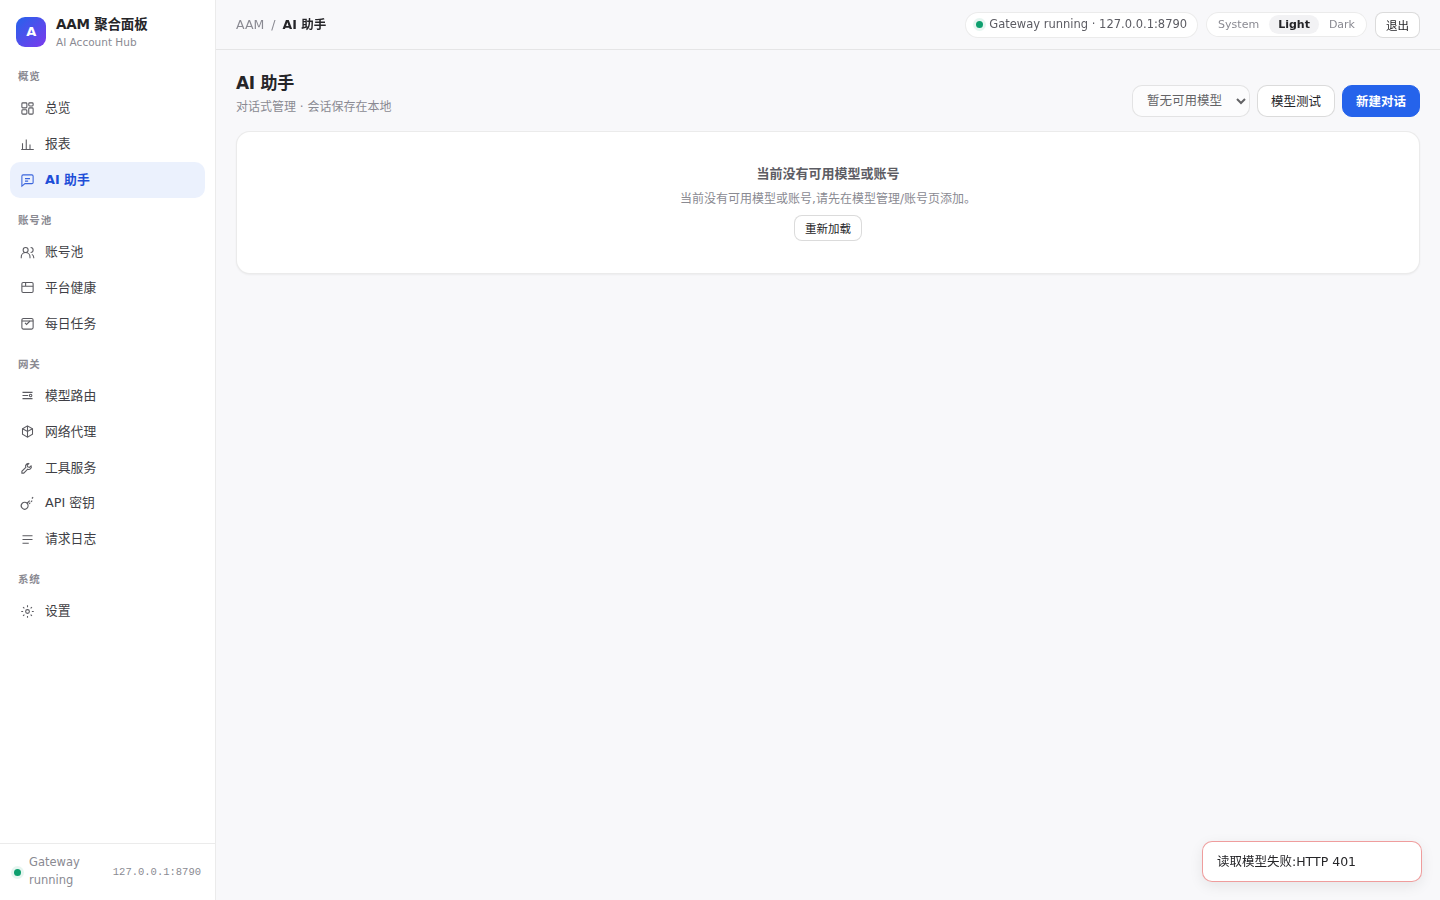 A
AAM 聚合面板
AI Account Hub
概览
总览
报表
AI 助手
账号池
账号池
平台健康
每日任务
网关
模型路由
网络代理
工具服务
API 密钥
请求日志
系统
设置
Gateway running
127.0.0.1:8790
AAM / AI 助手
Gateway running · 127.0.0.1:8790
System
Light
Dark
退出
AI 助手
对话式管理 · 会话保存在本地
暂无可用模型
模型测试
新建对话
当前没有可用模型或账号
当前没有可用模型或账号,请先在模型管理/账号页添加。
重新加载
读取模型失败:HTTP 401